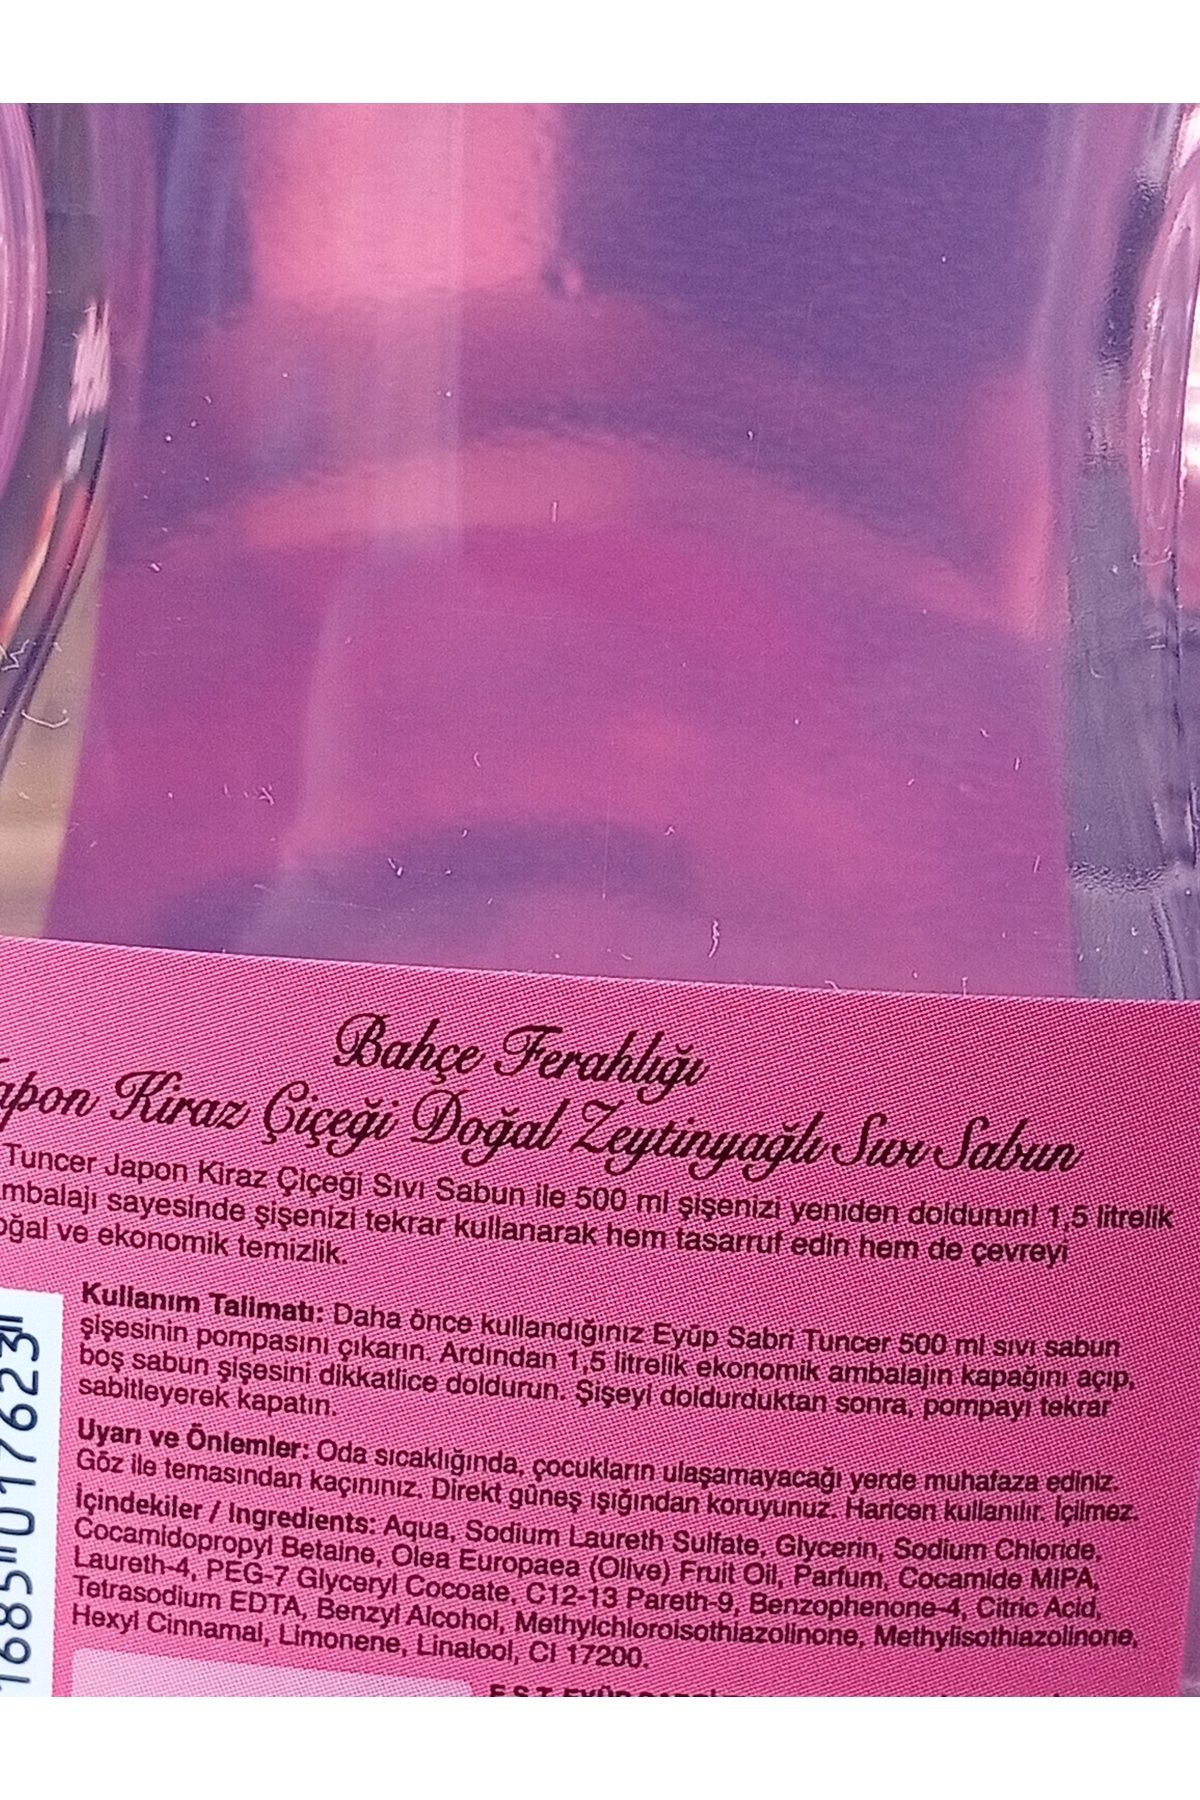 Bahçe Ferahlığı
apon Kiraz Çiçeği Doğal Zeytinyağlı Sıvı Sabun
Tuncer Japon Kiraz Çiçeği Sıvı Sabun ile 500 ml şişenizi yeniden doldurun! 1,5 litrelik
mbalajı sayesinde şişenizi tekrar kullanarak hem tasarruf edin hem de çevreyi
oğal ve ekonomik temizlik.
Kullanım Talimatı: Daha önce kullandığınız Eyüp Sabri Tuncer 500 ml sıvı sabun
şişesinin pompasını çıkarın. Ardından 1,5 litrelik ekonomik ambalajın kapağını açıp,
boş sabun şişesini dikkatlice doldurun. Şişeyi doldurduktan sonra, pompayı tekrar
sabitleyerek kapatın.
Uyarı ve Önlemler: Oda sıcaklığında, çocukların ulaşamayacağı yerde muhafaza ediniz.
Göz ile temasından kaçınınız. Direkt güneş ışığından koruyunuz. Haricen kullanılır. İçilmez.
İçindekiler / Ingredients: Aqua, Sodium Laureth Sulfate, Glycerin, Sodium Chloride,
Cocamidopropyl Betaine, Olea Europaea (Olive) Fruit Oil, Parfum, Cocamide MIPA,
Laureth-4, PEG-7 Glyceryl Cocoate, C12-13 Pareth-9, Benzophenone-4, Citric Acid,
Tetrasodium EDTA, Benzyl Alcohol, Methylchloroisothiazolinone, Methylisothiazolinone,
Hexyl Cinnamal, Limonene, Linalool, CI 17200.
1685 017623